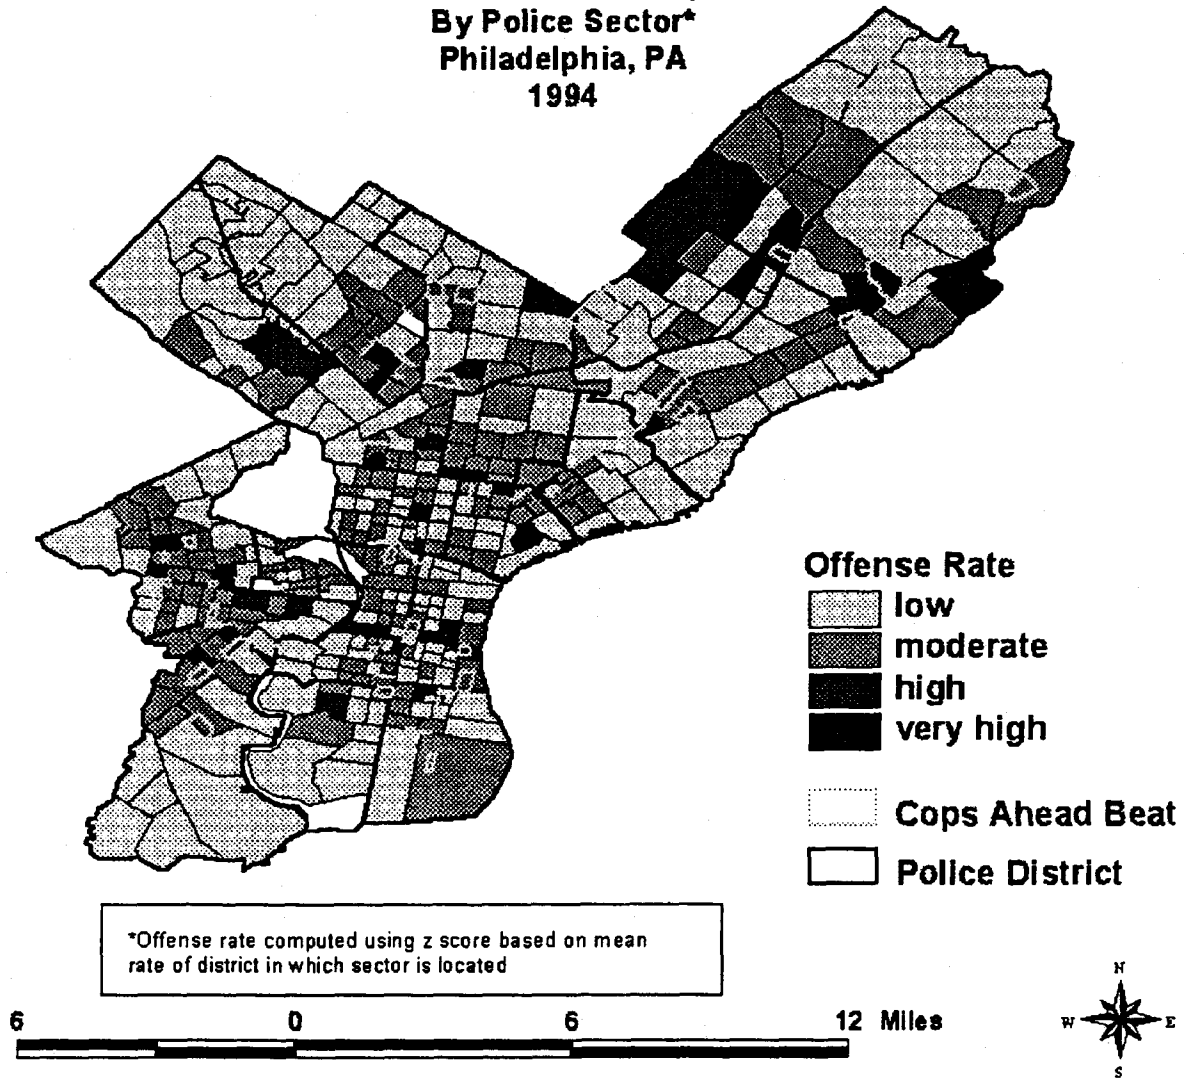 By Police Sector*
Philadelphia, PA
1994
Offense Rate
low
moderate
high
very high
Cops Ahead Beat
Police District
*Offense rate computed using z score based on mean
rate of district in which sector is located
6 0 6 12 Miles
N
W E
S